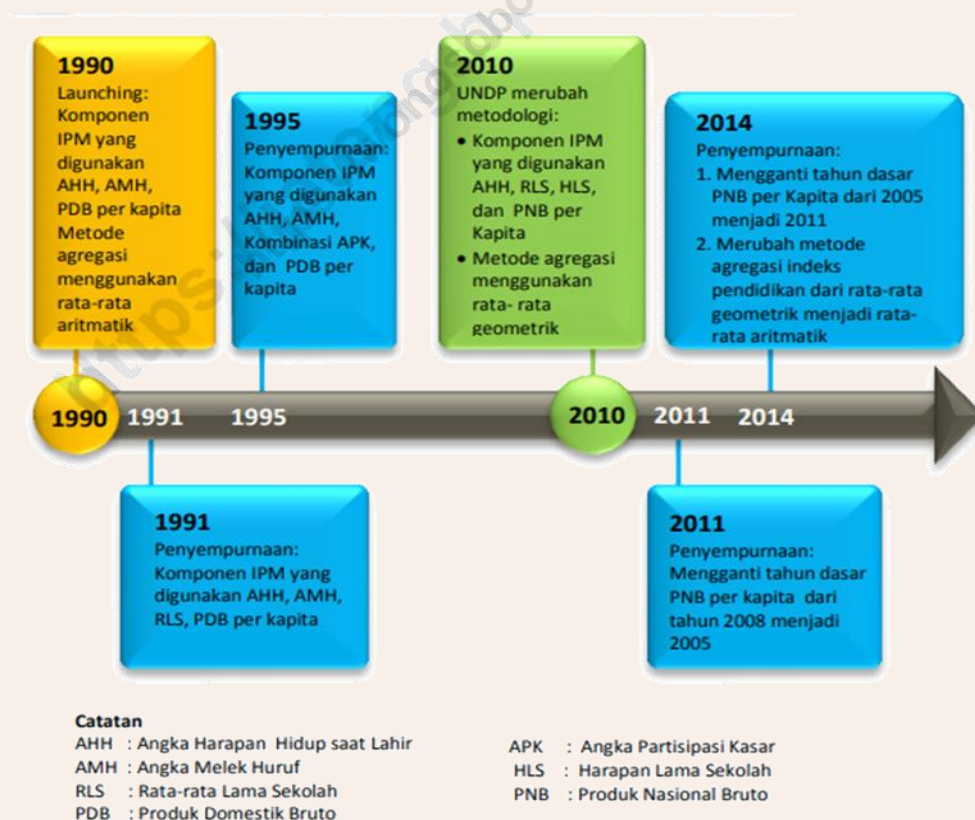 1990
Launching:
Komponen
IPM yang
digunakan
AHH, AMH,
PDB per kapita
Metode
agregasi
menggunakan
rata-rata
aritmatik
1995
Penyempurnaan:
Komponen IPM
yang digunakan
AHH, AMH,
Kombinasi APK,
dan PDB per
kapita
2010
UNDP merubah
metodologi:
• Komponen IPM
yang digunakan
AHH, RLS, HLS,
dan PNB per
Kapita
• Metode agregasi
menggunakan
rata- rata
geometrik
2014
Penyempurnaan:
1. Mengganti tahun dasar
PNB per Kapita dari 2005
menjadi 2011
2. Merubah metode
agregasi indeks
pendidikan dari rata-rata
geometrik menjadi rata-
rata aritmatik
1990 1991 1995 2010 2011 2014
1991
Penyempurnaan:
Komponen IPM yang
digunakan AHH, AMH,
RLS, PDB per kapita
2011
Penyempurnaan:
Mengganti tahun dasar
PNB per kapita dari
tahun 2008 menjadi
2005
Catatan
AHH : Angka Harapan Hidup saat Lahir
AMH : Angka Melek Huruf
RLS : Rata-rata Lama Sekolah
PDB : Produk Domestik Bruto
APK : Angka Partisipasi Kasar
HLS : Harapan Lama Sekolah
PNB : Produk Nasional Bruto